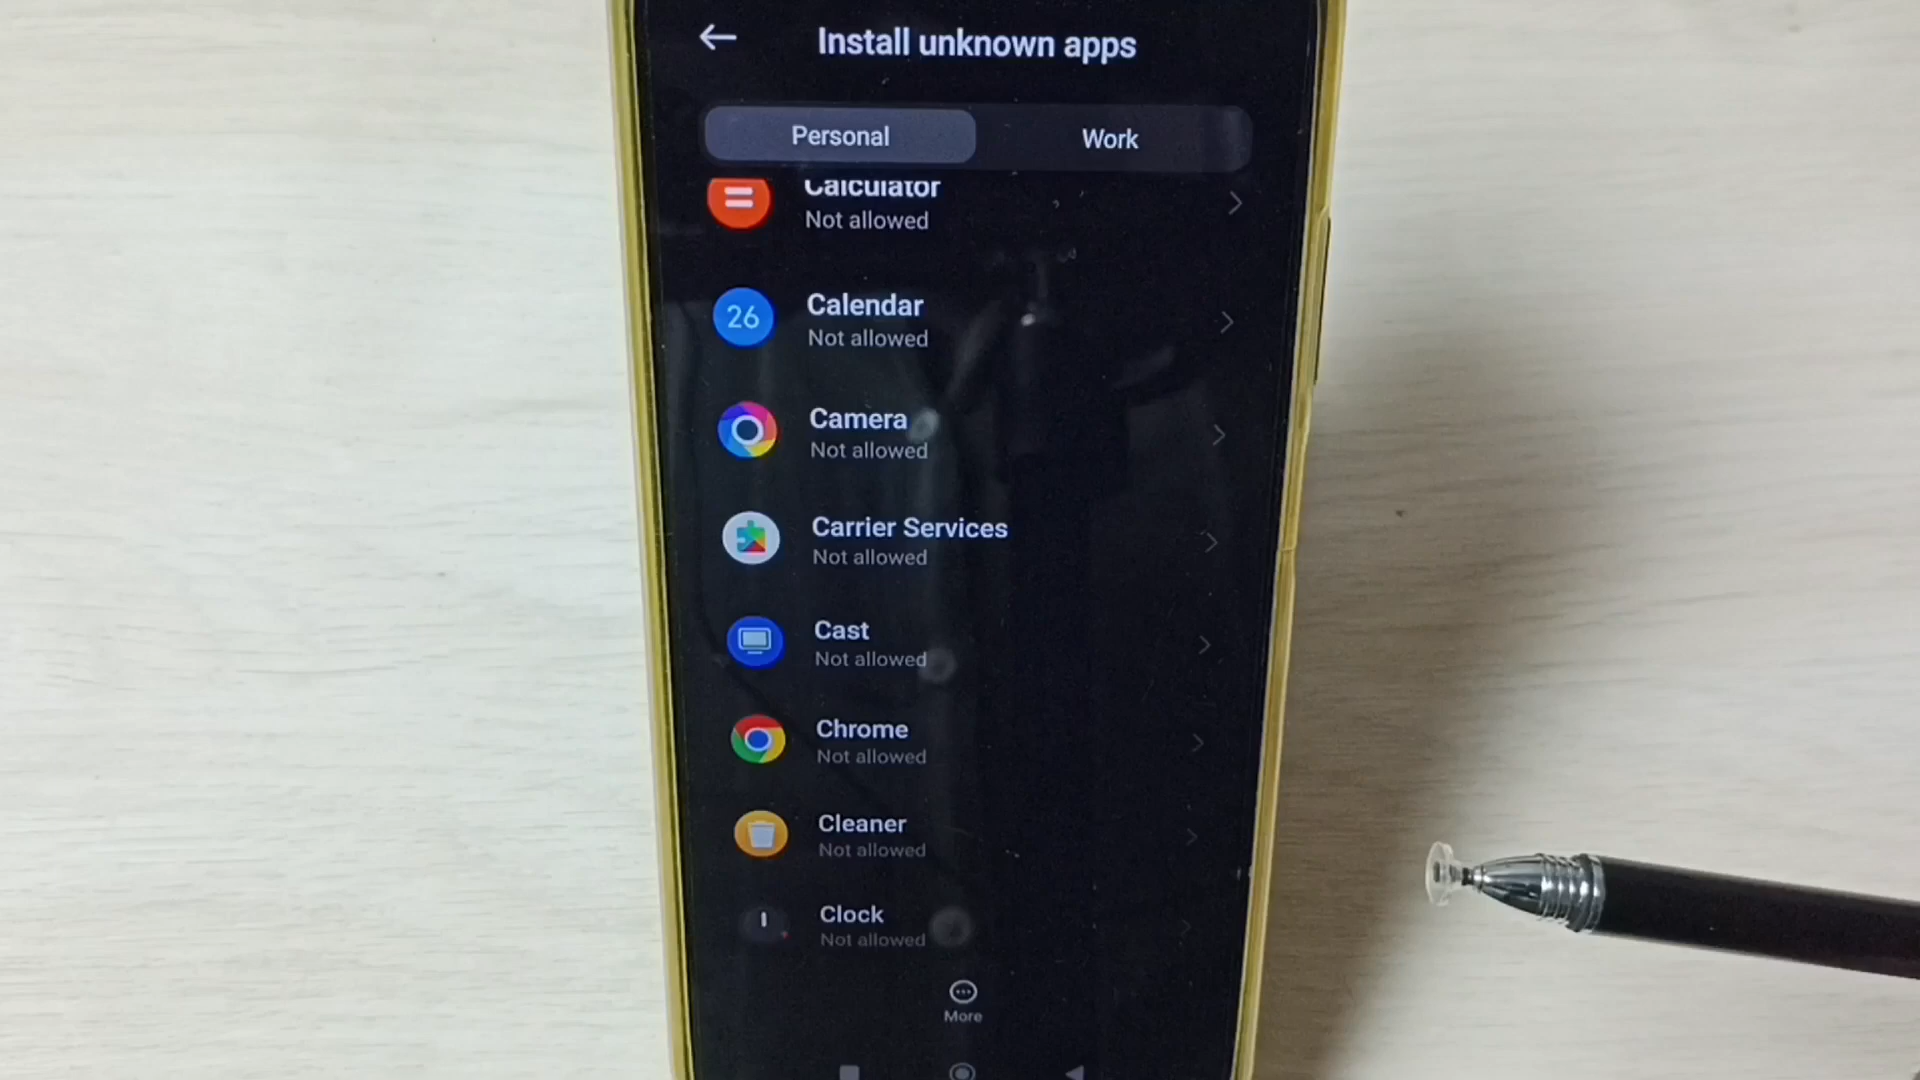 Install unknown apps
Personal
Work
Calculator
Not allowed
26
Calendar
Not allowed
Camera
Not allowed
Carrier Services
Not allowed
Cast
Not allowed
Chrome
Not allowed
Cleaner
Not allowed
Clock
Not allowed
More